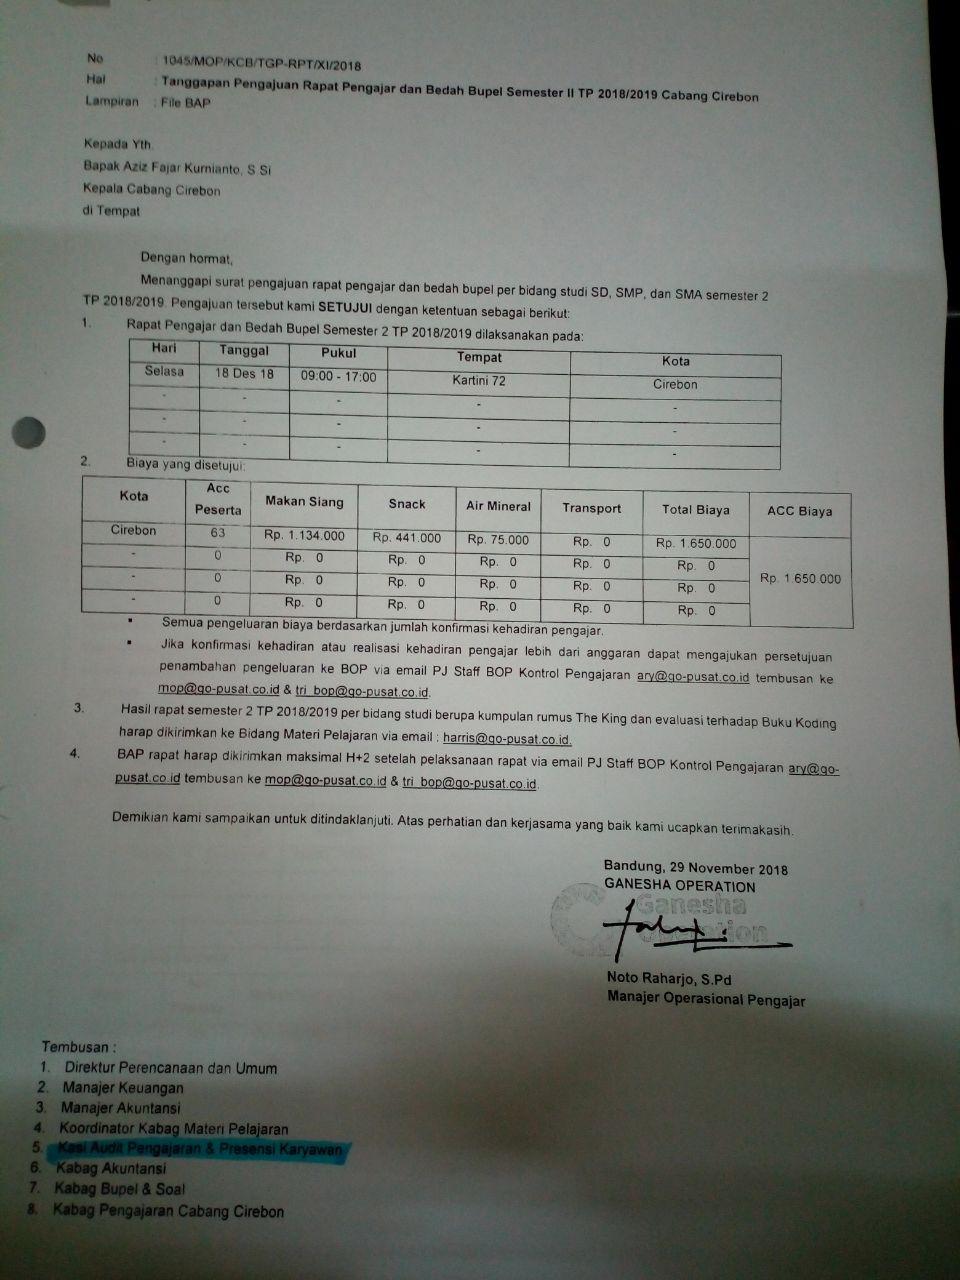 No : 1045/MOP/KCB/TGP-RPT/XI/2018
Hal : Tanggapan Pengajuan Rapat Pengajar dan Bedah Bupel Semester II TP 2018/2019 Cabang Cirebon
Lampiran : File BAP
Kepada Yth.
Bapak Aziz Fajar Kurnianto, S Si
Kepala Cabang Cirebon
di Tempat
Dengan hormat,
Menanggapi surat pengajuan rapat pengajar dan bedah bupel per bidang studi SD, SMP, dan SMA semester 2
TP 2018/2019. Pengajuan tersebut kami SETUJUI dengan ketentuan sebagai berikut:
1. Rapat Pengajar dan Bedah Bupel Semester 2 TP 2018/2019 dilaksanakan pada:
Hari Tanggal Pukul Tempat Kota
Selasa 18 Des 18 09:00 - 17:00 Kartini 72 Cirebon
- - - - -
- - - - -
- - - - -
2. Biaya yang disetujui:
Kota Acc Peserta Makan Siang Snack Air Mineral Transport Total Biaya ACC Biaya
Cirebon 63 Rp. 1.134.000 Rp. 441.000 Rp. 75.000 Rp. 0 Rp. 1.650.000 Rp. 1.650.000
- 0 Rp. 0 Rp. 0 Rp. 0 Rp. 0 Rp. 0
- 0 Rp. 0 Rp. 0 Rp. 0 Rp. 0 Rp. 0
- 0 Rp. 0 Rp. 0 Rp. 0 Rp. 0 Rp. 0
▪ Semua pengeluaran biaya berdasarkan jumlah konfirmasi kehadiran pengajar.
▪ Jika konfirmasi kehadiran atau realisasi kehadiran pengajar lebih dari anggaran dapat mengajukan persetujuan
penambahan pengeluaran ke BOP via email PJ Staff BOP Kontrol Pengajaran ary@go-pusat.co.id tembusan ke
mop@go-pusat.co.id & tri_bop@go-pusat.co.id.
3. Hasil rapat semester 2 TP 2018/2019 per bidang studi berupa kumpulan rumus The King dan evaluasi terhadap Buku Koding
harap dikirimkan ke Bidang Materi Pelajaran via email : harris@go-pusat.co.id.
4. BAP rapat harap dikirimkan maksimal H+2 setelah pelaksanaan rapat via email PJ Staff BOP Kontrol Pengajaran ary@go-
pusat.co.id tembusan ke mop@go-pusat.co.id & tri_bop@go-pusat.co.id.
Demikian kami sampaikan untuk ditindaklanjuti. Atas perhatian dan kerjasama yang baik kami ucapkan terimakasih.
Bandung, 29 November 2018
GANESHA OPERATION
Ganesha
Operation
Noto Raharjo, S.Pd
Manajer Operasional Pengajar
Tembusan :
1. Direktur Perencanaan dan Umum
2. Manajer Keuangan
3. Manajer Akuntansi
4. Koordinator Kabag Materi Pelajaran
5. Kasi Audit Pengajaran & Presensi Karyawan
6. Kabag Akuntansi
7. Kabag Bupel & Soal
8. Kabag Pengajaran Cabang Cirebon